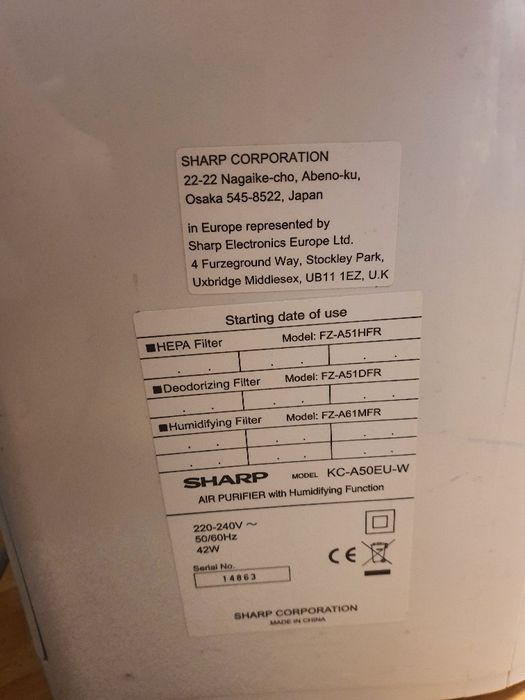 SHARP CORPORATION
22-22 Nagaike-cho, Abeno-ku,
Osaka 545-8522, Japan
in Europe represented by
Sharp Electronics Europe Ltd.
4 Furzeground Way, Stockley Park,
Uxbridge Middlesex, UB11 1EZ, U.K
Starting date of use
■HEPA Filter Model: FZ-A51HFR
■Deodorizing Filter Model: FZ-A51DFR
■Humidifying Filter Model: FZ-A61MFR
SHARP MODEL KC-A50EU-W
AIR PURIFIER with Humidifying Function
220-240V ～
50/60Hz
42W
CE
Serial No.
14863
SHARP CORPORATION
MADE IN CHINA